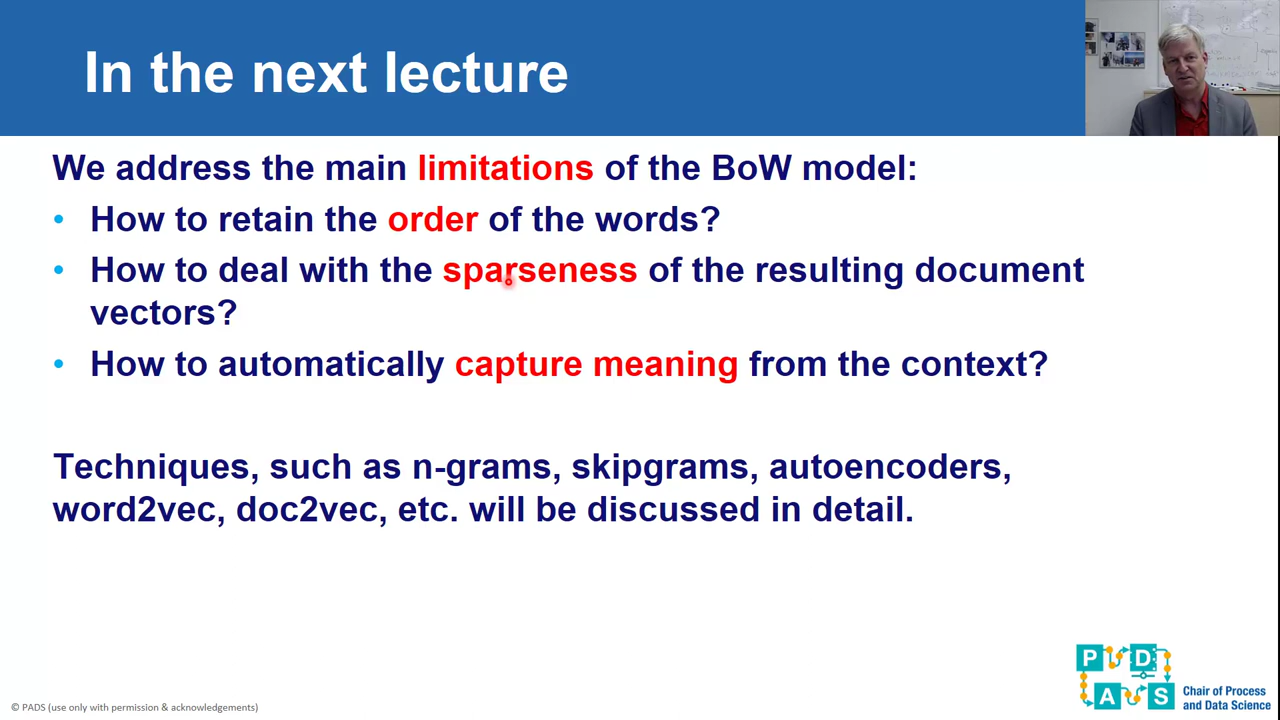 In the next lecture
We address the main limitations of the BoW model:
• How to retain the order of the words?
• How to deal with the sparseness of the resulting document
vectors?
• How to automatically capture meaning from the context?
Techniques, such as n-grams, skipgrams, autoencoders,
word2vec, doc2vec, etc. will be discussed in detail.
© PADS (use only with permission & acknowledgements)
P D
A S
Chair of Process
and Data Science